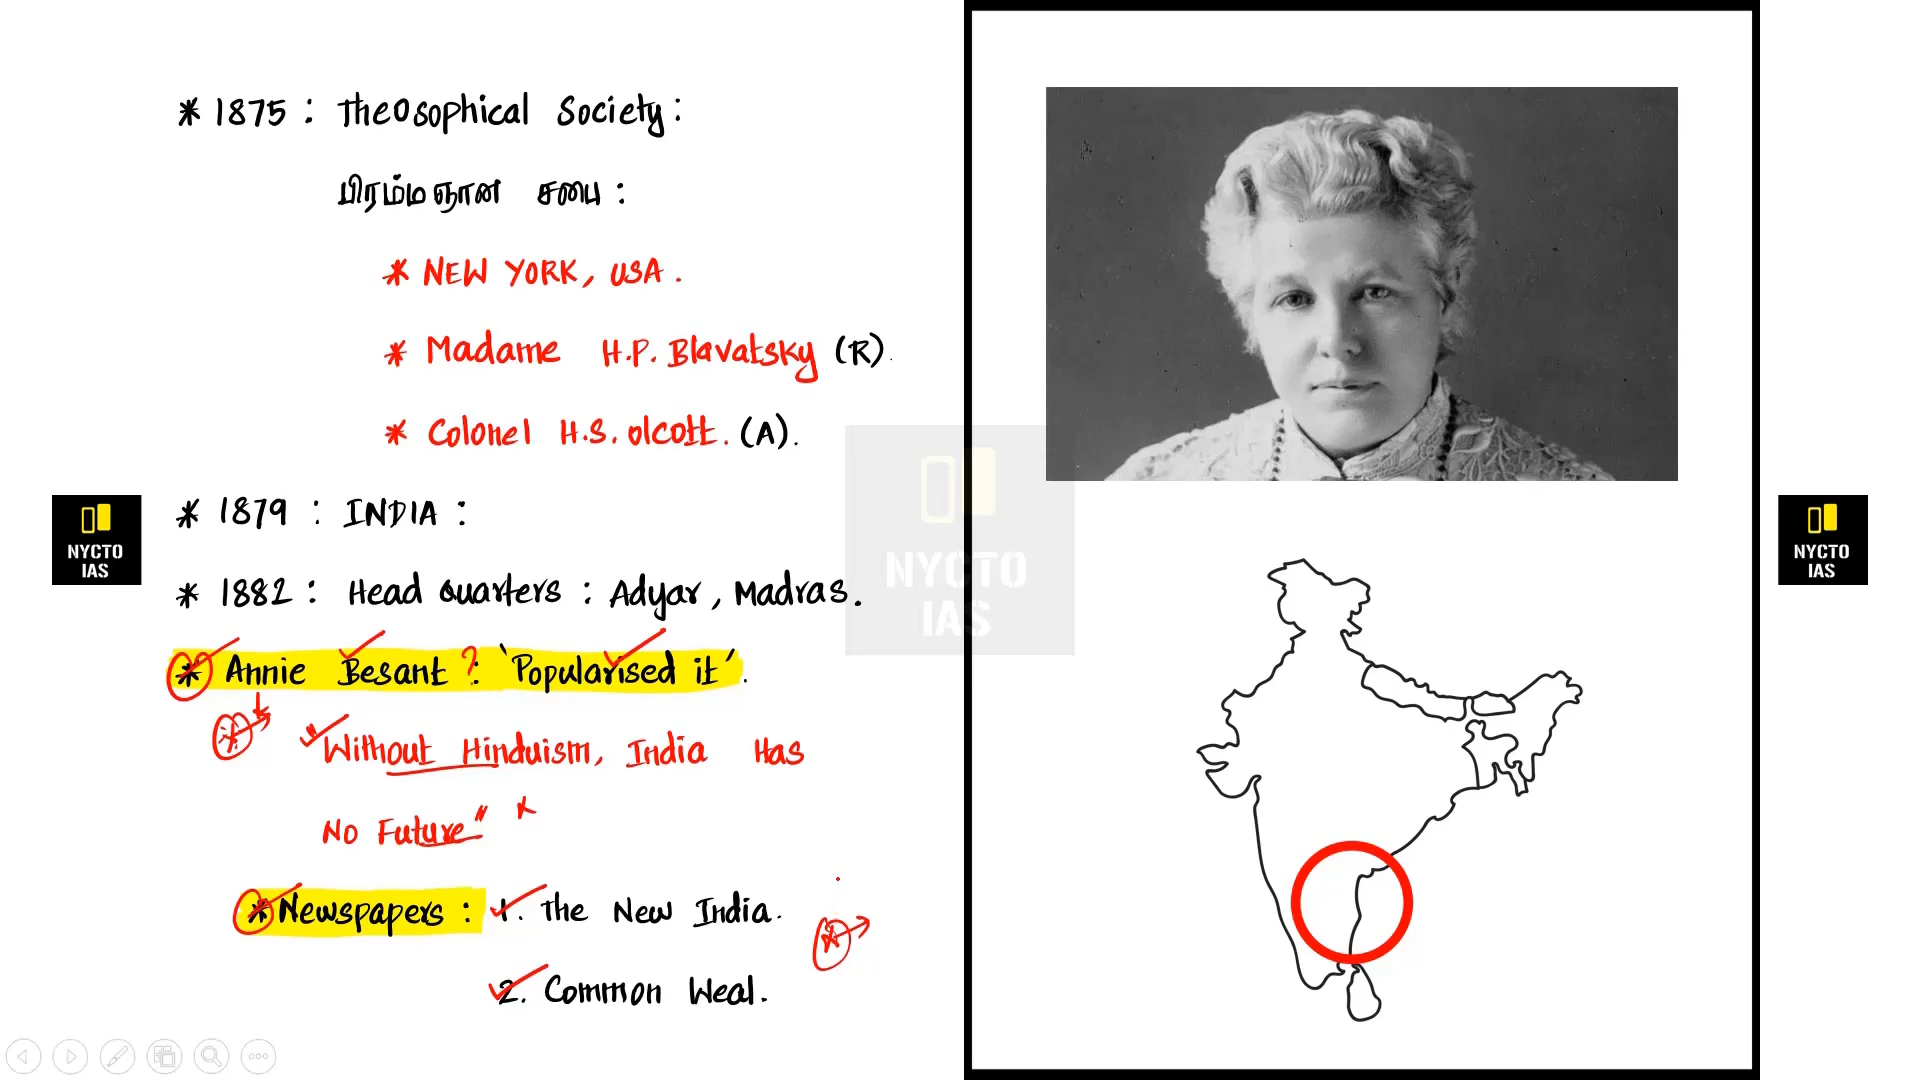 * 1875 : Theosophical Society :
பிரம்ம ஞான சபை :
* NEW YORK, USA .
* Madame H.P. Blavatsky (R).
* Colonel H.S. Olcott. (A).
* 1879 : INDIA :
* 1882 : Head Quarters : Adyar, Madras.
* Annie Besant ? : 'Popularised it'.
"Without Hinduism, India Has
No Future"
* Newspapers : 1. The New India.
2. Common Weal.
NYCTO
IAS
NYCTO
IAS
NYCTO
IAS